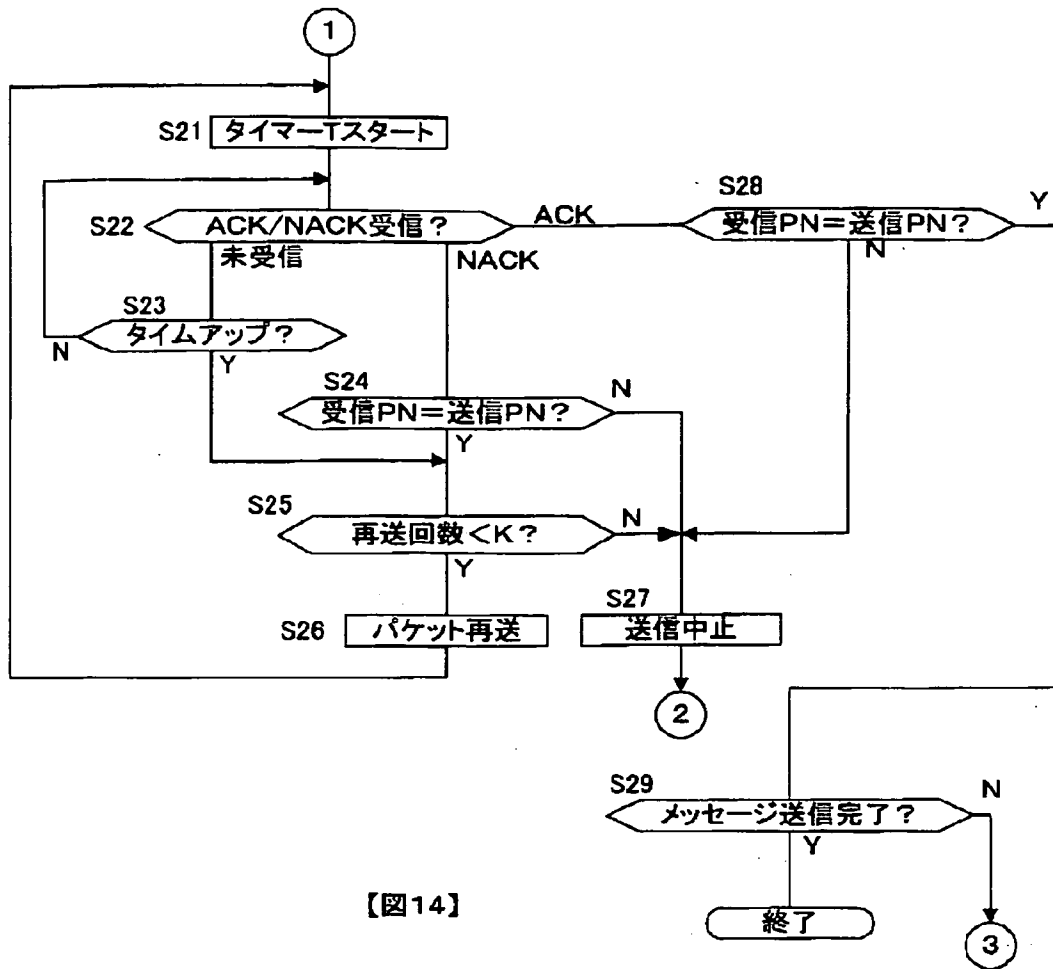 1
S21
タイマーTスタート
S22
ACK/NACK受信？
ACK
未受信
NACK
S28
受信PN＝送信PN？
Y
N
S23
タイムアップ？
N
Y
S24
受信PN＝送信PN？
N
Y
S25
再送回数＜K？
N
Y
S26
パケット再送
S27
送信中止
2
S29
メッセージ送信完了？
N
Y
終了
3
【図14】